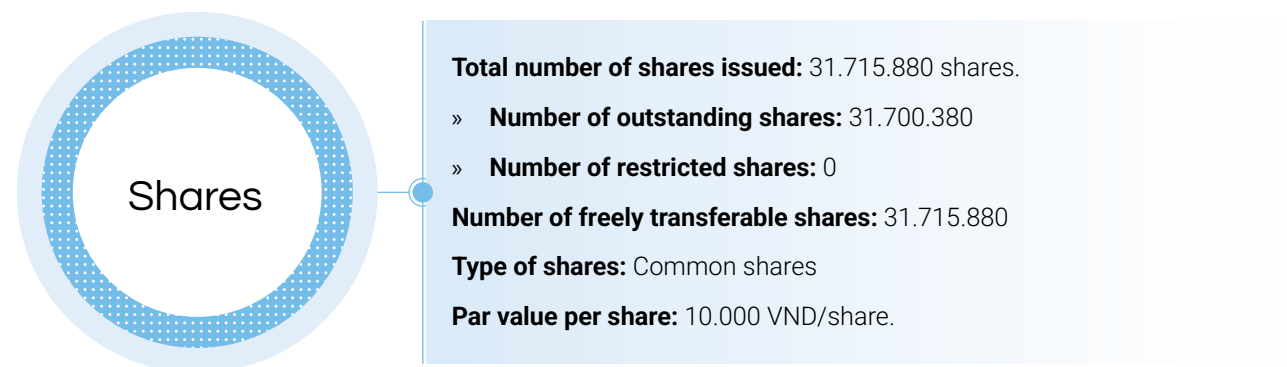 Shares
Total number of shares issued: 31.715.880 shares.
» Number of outstanding shares: 31.700.380
» Number of restricted shares: 0
Number of freely transferable shares: 31.715.880
Type of shares: Common shares
Par value per share: 10.000 VND/share.